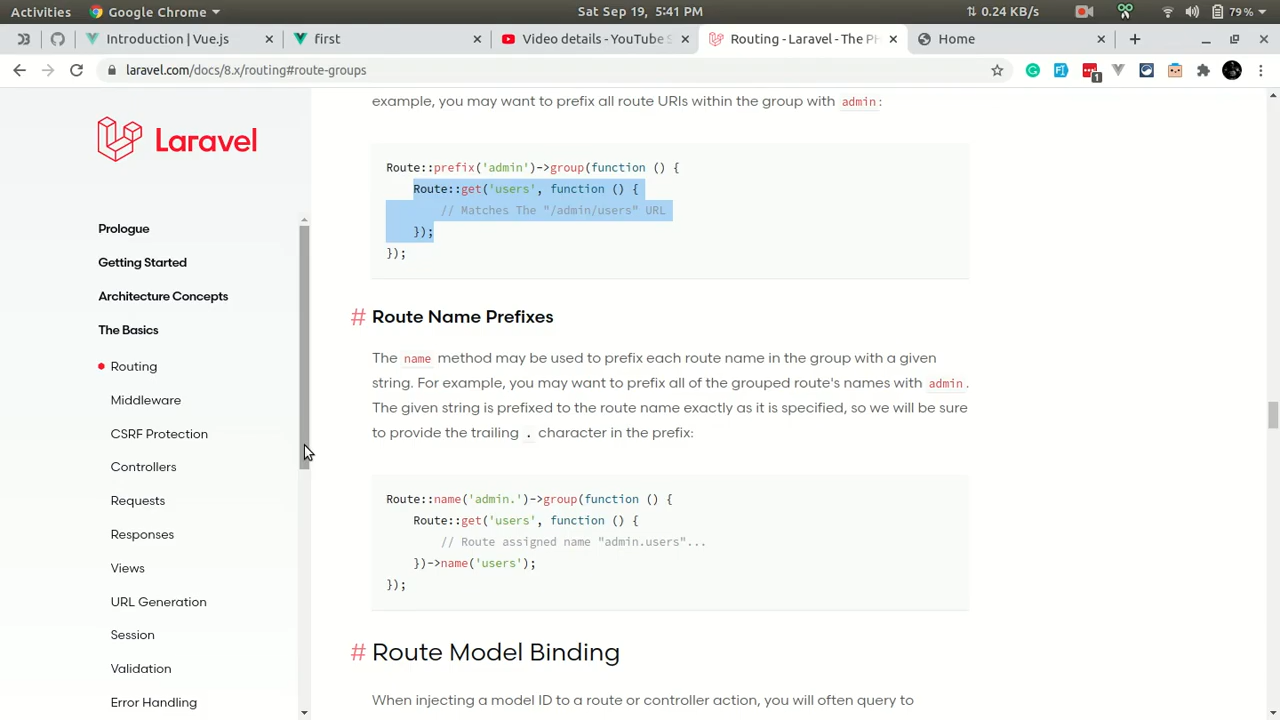 Activities Google Chrome Sat Sep 19, 5:41 PM 0.24 KB/s 79%
Introduction | Vue.js first Video details - YouTube S Routing - Laravel - The PH Home
laravel.com/docs/8.x/routing#route-groups
Laravel
Prologue
Getting Started
Architecture Concepts
The Basics
Routing
Middleware
CSRF Protection
Controllers
Requests
Responses
Views
URL Generation
Session
Validation
Error Handling
example, you may want to prefix all route URIs within the group with admin:
Route::prefix('admin')->group(function () {
Route::get('users', function () {
// Matches The "/admin/users" URL
});
});
# Route Name Prefixes
The name method may be used to prefix each route name in the group with a given
string. For example, you may want to prefix all of the grouped route's names with admin.
The given string is prefixed to the route name exactly as it is specified, so we will be sure
to provide the trailing . character in the prefix:
Route::name('admin.')->group(function () {
Route::get('users', function () {
// Route assigned name "admin.users"...
})->name('users');
});
# Route Model Binding
When injecting a model ID to a route or controller action, you will often query to